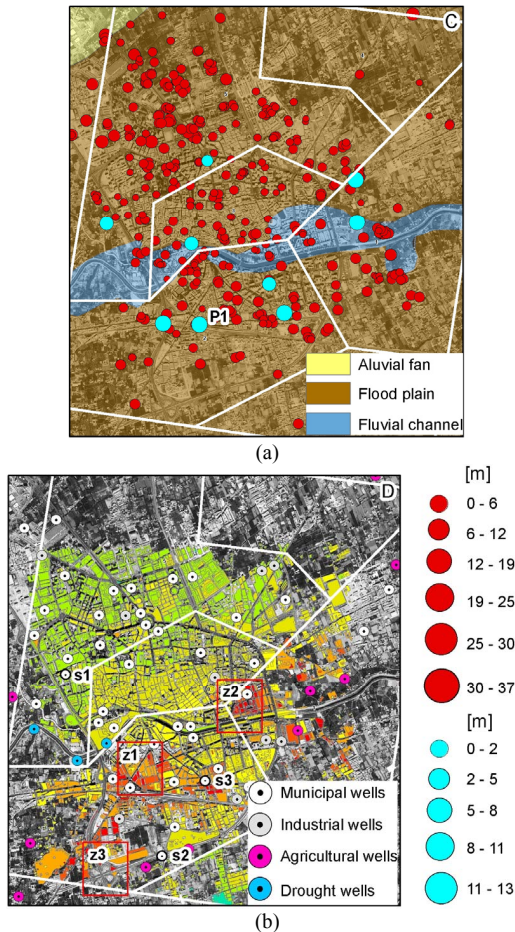 C
P1
Aluvial fan
Flood plain
Fluvial channel
(a)
D
[m]
0 - 6
6 - 12
12 - 19
19 - 25
25 - 30
30 - 37
[m]
0 - 2
2 - 5
5 - 8
8 - 11
11 - 13
s1
z2
z1
s3
z3
s2
Municipal wells
Industrial wells
Agricultural wells
Drought wells
(b)